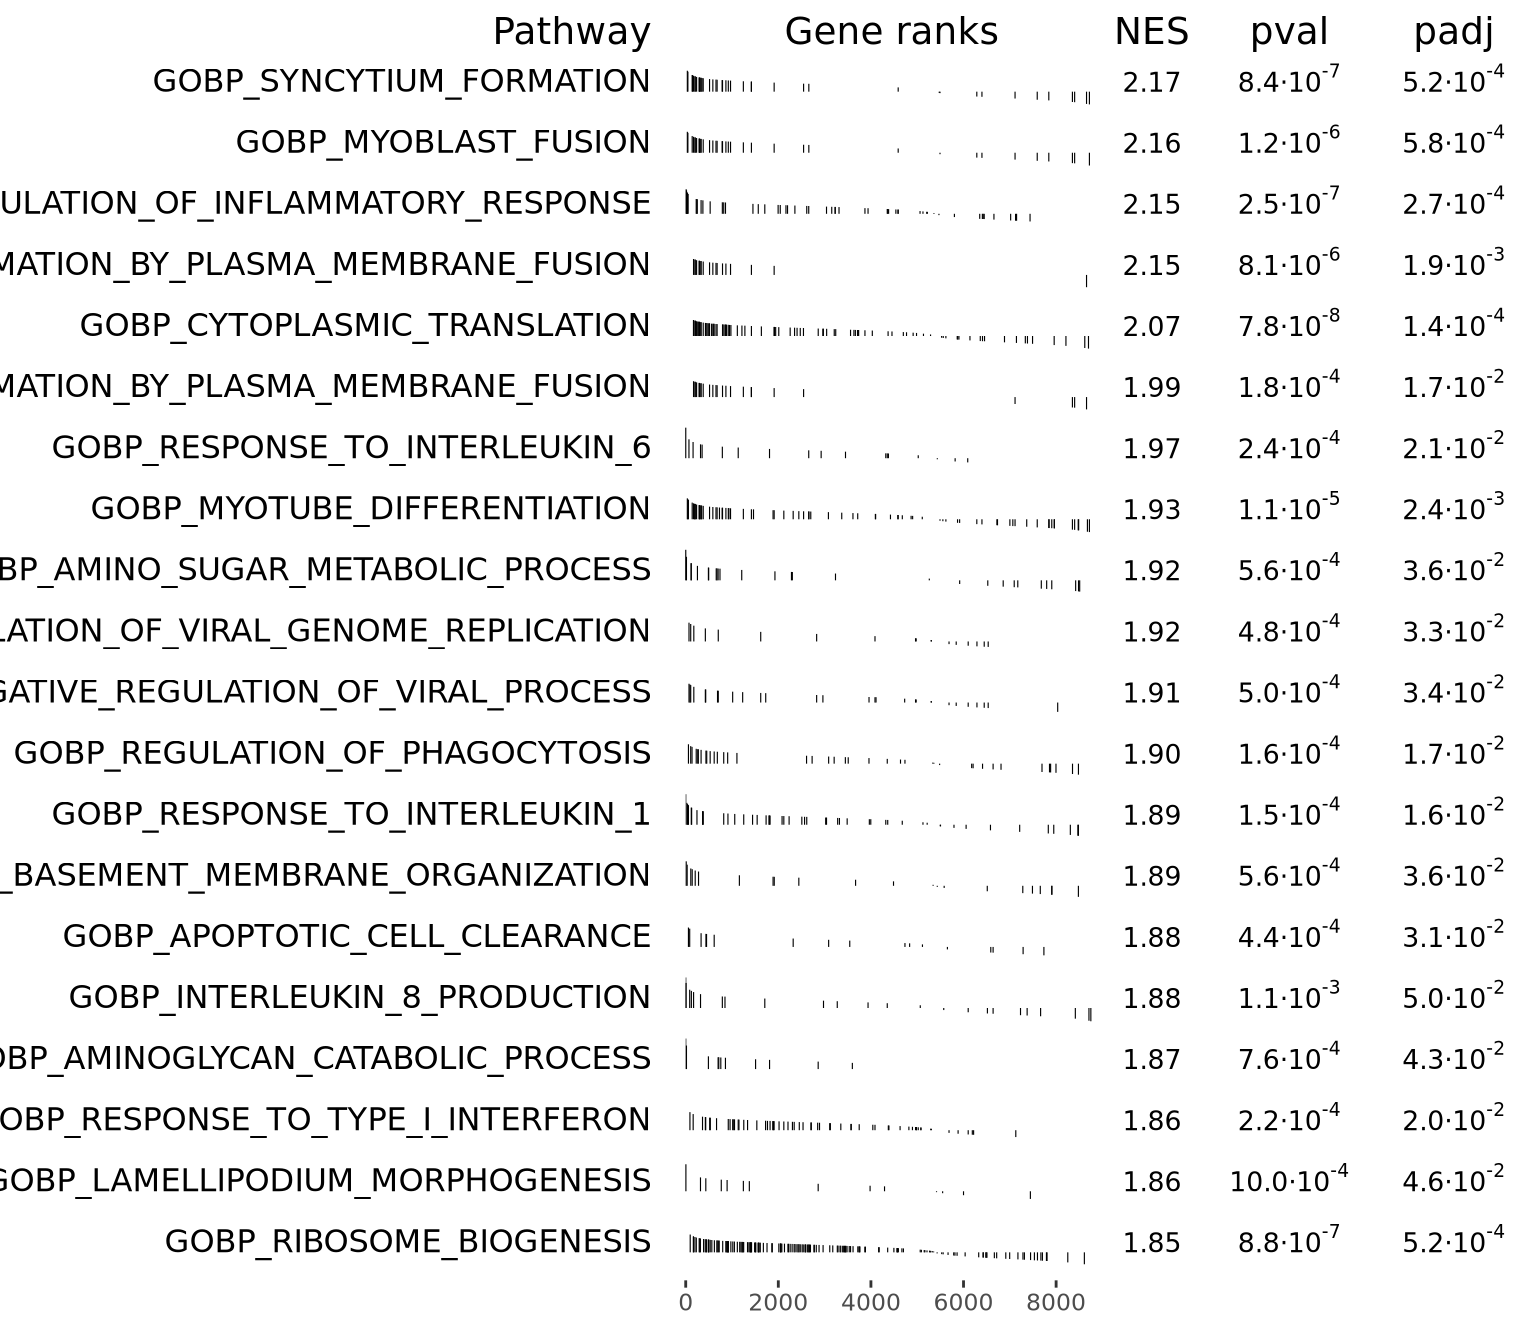 Pathway Gene ranks NES pval padj
GOBP_SYNCYTIUM_FORMATION 2.17 8.4·10-7 5.2·10-4
GOBP_MYOBLAST_FUSION 2.16 1.2·10-6 5.8·10-4
ULATION_OF_INFLAMMATORY_RESPONSE 2.15 2.5·10-7 2.7·10-4
MATION_BY_PLASMA_MEMBRANE_FUSION 2.15 8.1·10-6 1.9·10-3
GOBP_CYTOPLASMIC_TRANSLATION 2.07 7.8·10-8 1.4·10-4
MATION_BY_PLASMA_MEMBRANE_FUSION 1.99 1.8·10-4 1.7·10-2
GOBP_RESPONSE_TO_INTERLEUKIN_6 1.97 2.4·10-4 2.1·10-2
GOBP_MYOTUBE_DIFFERENTIATION 1.93 1.1·10-5 2.4·10-3
BP_AMINO_SUGAR_METABOLIC_PROCESS 1.92 5.6·10-4 3.6·10-2
LATION_OF_VIRAL_GENOME_REPLICATION 1.92 4.8·10-4 3.3·10-2
GATIVE_REGULATION_OF_VIRAL_PROCESS 1.91 5.0·10-4 3.4·10-2
GOBP_REGULATION_OF_PHAGOCYTOSIS 1.90 1.6·10-4 1.7·10-2
GOBP_RESPONSE_TO_INTERLEUKIN_1 1.89 1.5·10-4 1.6·10-2
_BASEMENT_MEMBRANE_ORGANIZATION 1.89 5.6·10-4 3.6·10-2
GOBP_APOPTOTIC_CELL_CLEARANCE 1.88 4.4·10-4 3.1·10-2
GOBP_INTERLEUKIN_8_PRODUCTION 1.88 1.1·10-3 5.0·10-2
OBP_AMINOGLYCAN_CATABOLIC_PROCESS 1.87 7.6·10-4 4.3·10-2
OBP_RESPONSE_TO_TYPE_I_INTERFERON 1.86 2.2·10-4 2.0·10-2
GOBP_LAMELLIPODIUM_MORPHOGENESIS 1.86 10.0·10-4 4.6·10-2
GOBP_RIBOSOME_BIOGENESIS 1.85 8.8·10-7 5.2·10-4
0 2000 4000 6000 8000